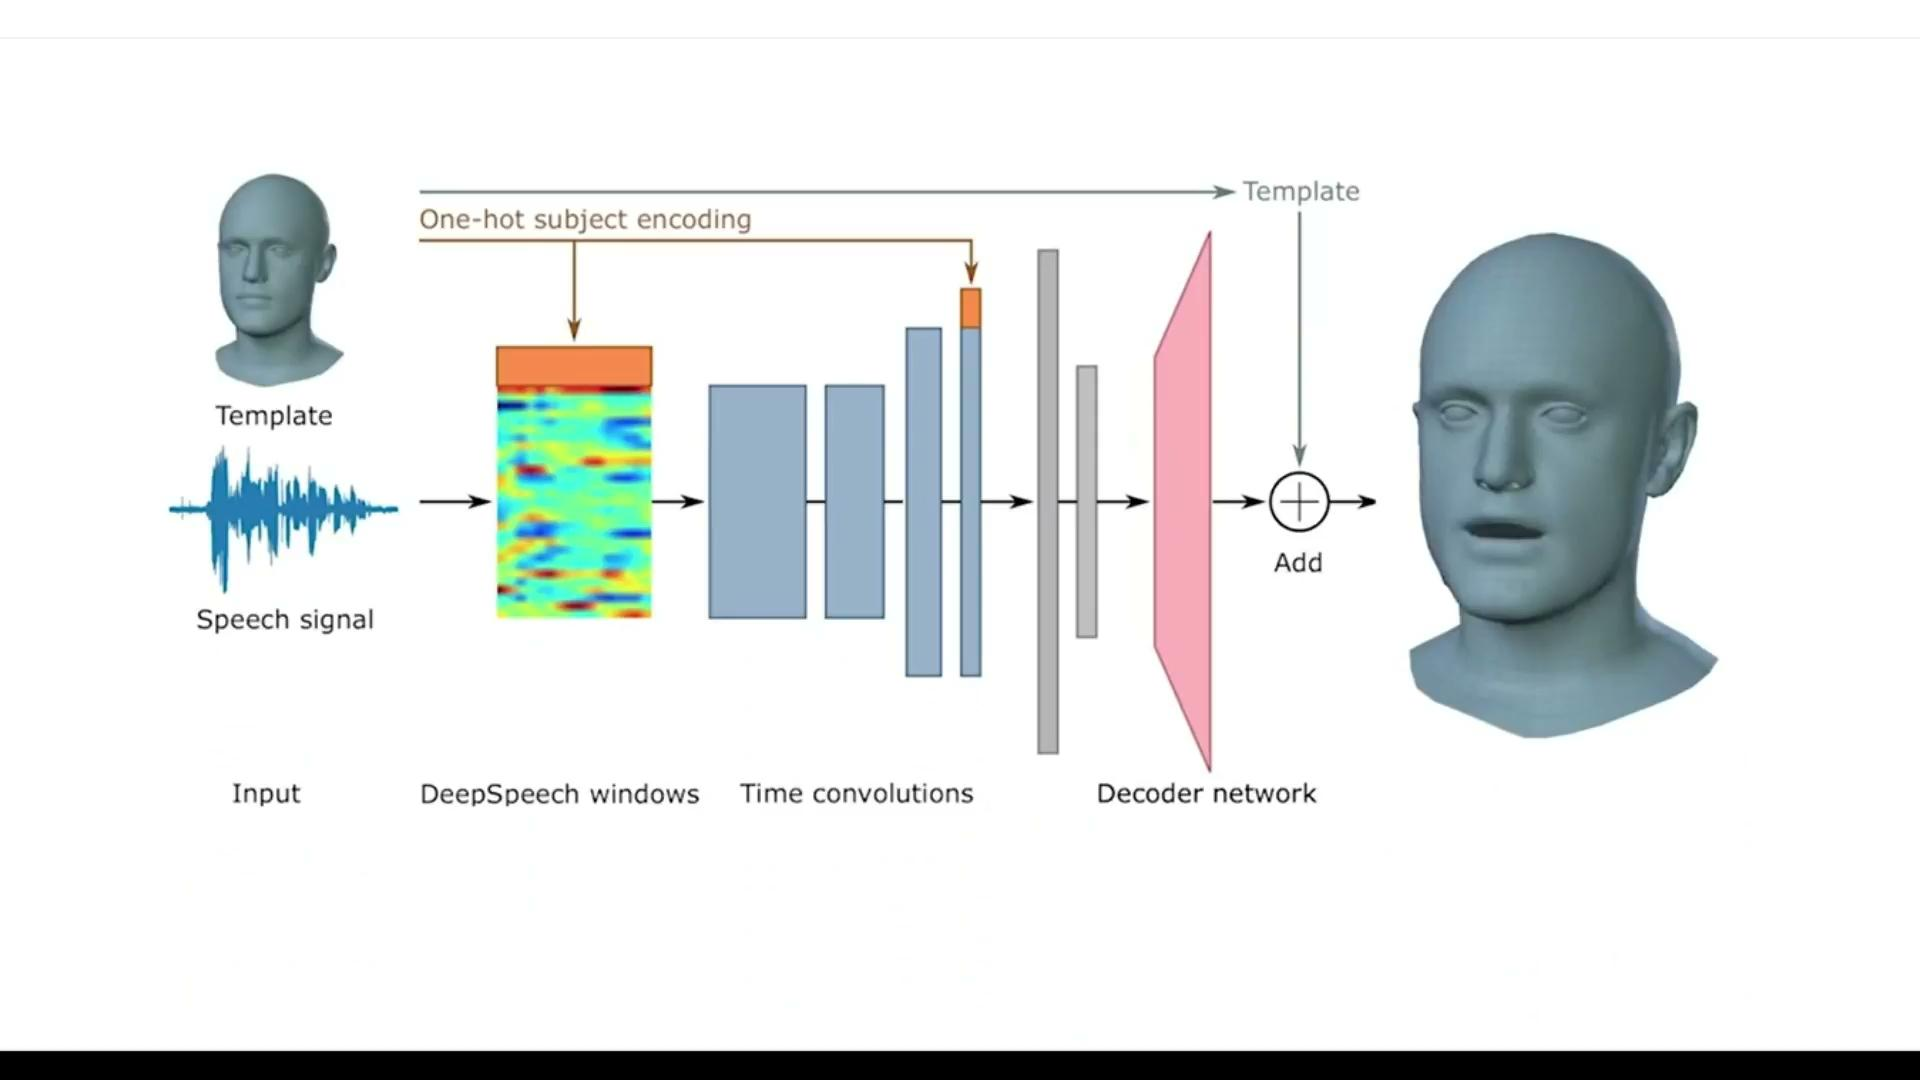 Template
One-hot subject encoding
Template
Speech signal
Add
Input
DeepSpeech windows
Time convolutions
Decoder network